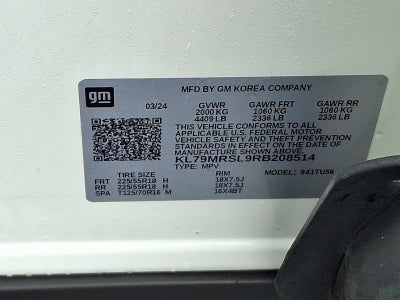 gm
MFD BY GM KOREA COMPANY
03/24 GVWR GAWR FRT GAWR RR
2000 KG 1060 KG 1060 KG
4409 LB 2336 LB 2336 LB
THIS VEHICLE CONFORMS TO ALL
APPLICABLE U.S. FEDERAL MOTOR
VEHICLE SAFETY AND THEFT PREVENTION
STANDARDS IN EFFECT ON THE DATE
OF MANUFACTURE SHOWN ABOVE.
KL79MRSL9RB208514
TYPE: MPV MODEL: 941TU56
TIRE SIZE RIM
FRT 225/55R18 H 18X7.5J
RR 225/55R18 H 18X7.5J
SPA T125/70R16 M 16X4BT